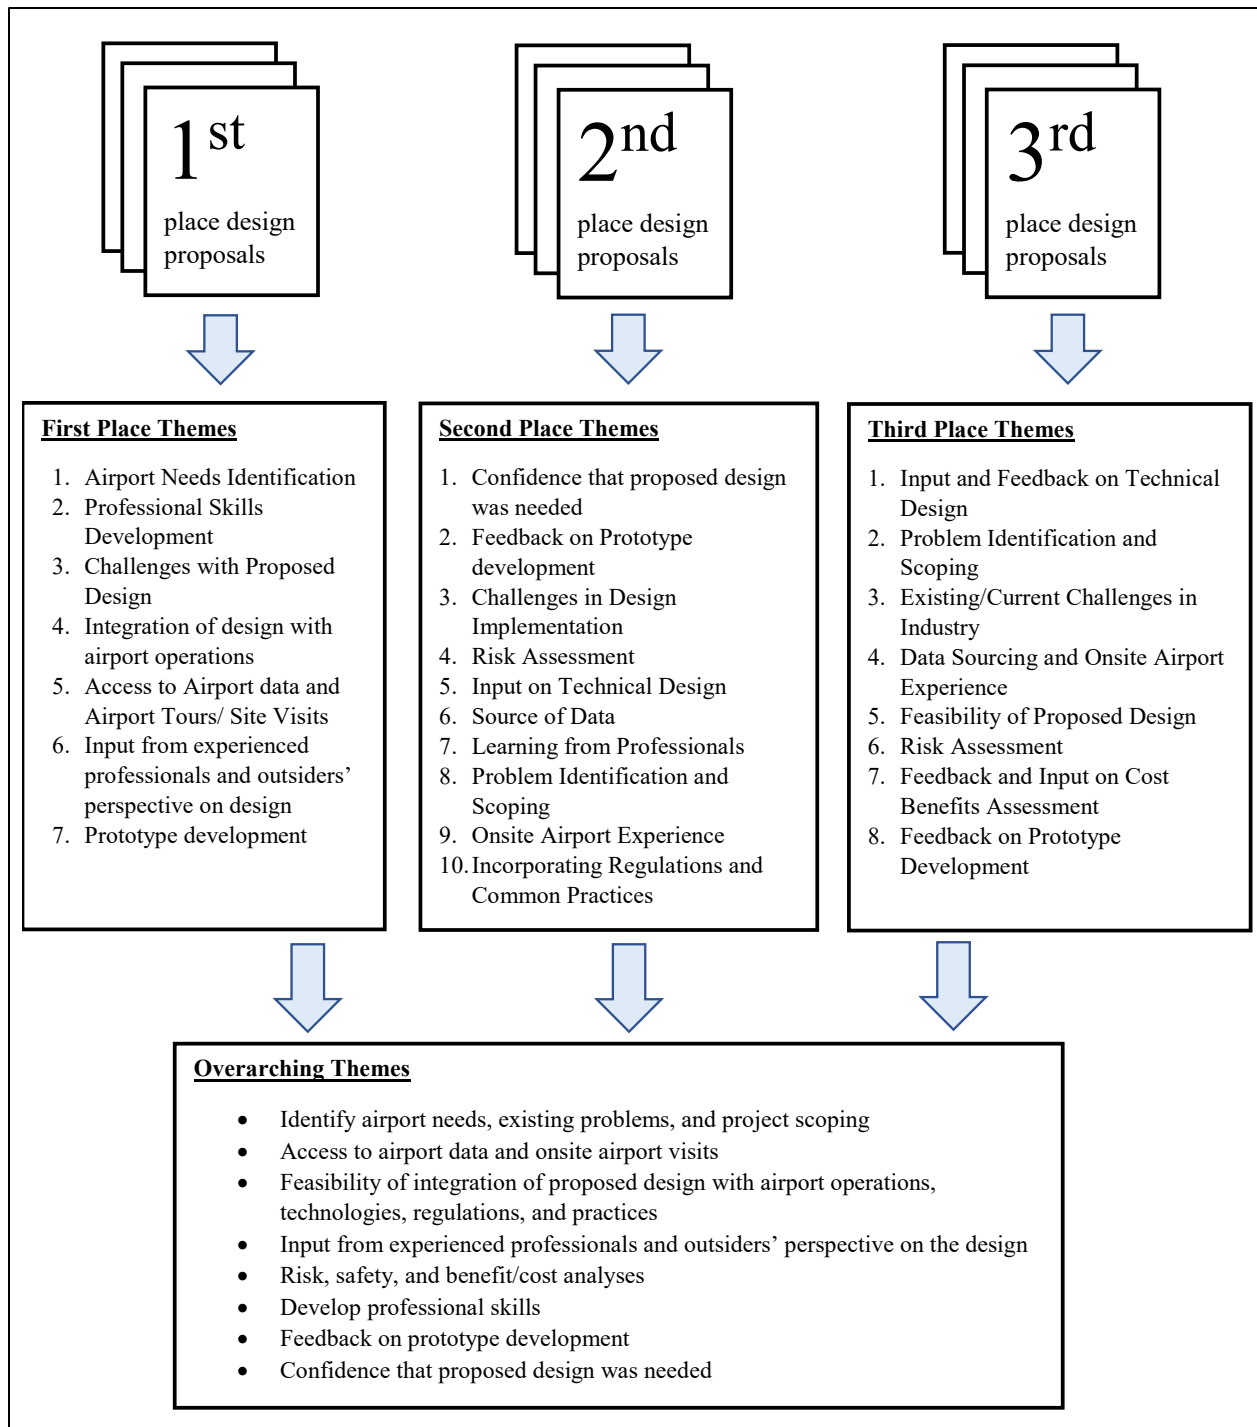 1st
place design
proposals
2nd
place design
proposals
3rd
place design
proposals
First Place Themes
1. Airport Needs Identification
2. Professional Skills
Development
3. Challenges with Proposed
Design
4. Integration of design with
airport operations
5. Access to Airport data and
Airport Tours/ Site Visits
6. Input from experienced
professionals and outsiders’
perspective on design
7. Prototype development
Second Place Themes
1. Confidence that proposed design
was needed
2. Feedback on Prototype
development
3. Challenges in Design
Implementation
4. Risk Assessment
5. Input on Technical Design
6. Source of Data
7. Learning from Professionals
8. Problem Identification and
Scoping
9. Onsite Airport Experience
10. Incorporating Regulations and
Common Practices
Third Place Themes
1. Input and Feedback on Technical
Design
2. Problem Identification and
Scoping
3. Existing/Current Challenges in
Industry
4. Data Sourcing and Onsite Airport
Experience
5. Feasibility of Proposed Design
6. Risk Assessment
7. Feedback and Input on Cost
Benefits Assessment
8. Feedback on Prototype
Development
Overarching Themes
• Identify airport needs, existing problems, and project scoping
• Access to airport data and onsite airport visits
• Feasibility of integration of proposed design with airport operations,
technologies, regulations, and practices
• Input from experienced professionals and outsiders’ perspective on the design
• Risk, safety, and benefit/cost analyses
• Develop professional skills
• Feedback on prototype development
• Confidence that proposed design was needed